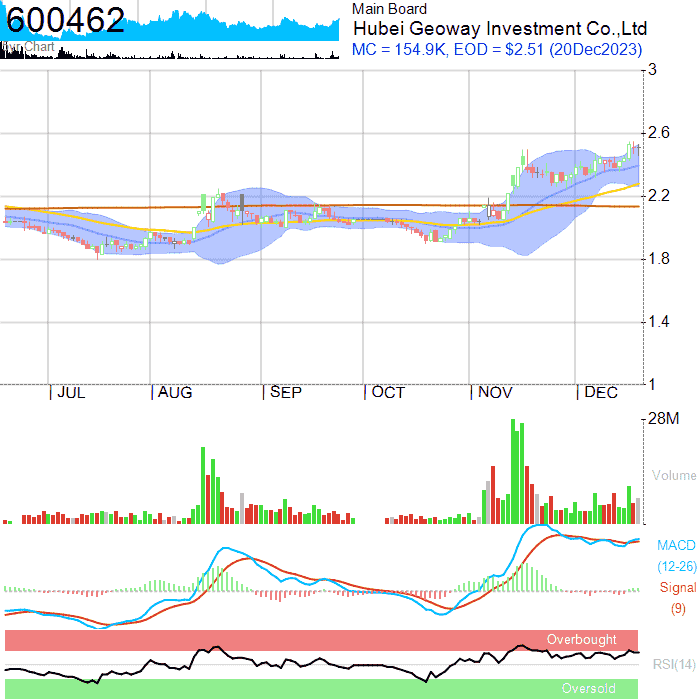 600462
5yr Chart
Main Board
Hubei Geoway Investment Co.,Ltd
MC = 154.9K, EOD = $2.51 (20Dec2023)
3
2.6
2.2
1.8
1.4
1
JUL
AUG
SEP
OCT
NOV
DEC
28M
Volume
MACD
(12-26)
Signal
(9)
Overbought
RSI(14)
Oversold